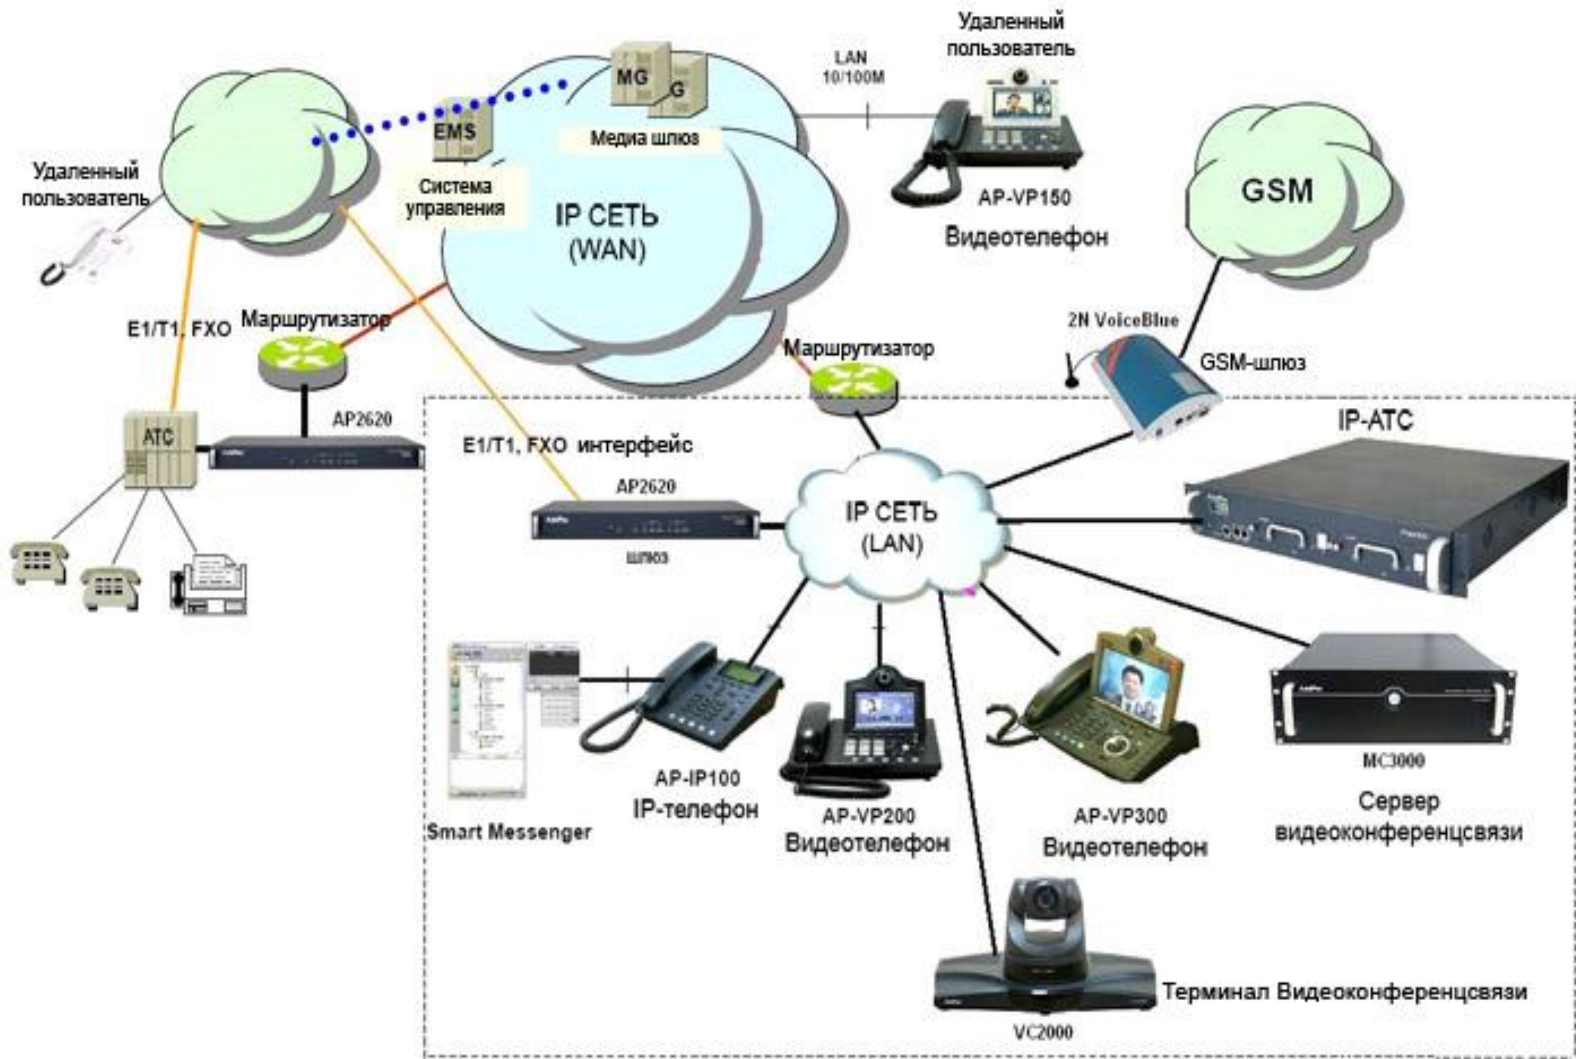 Удаленный
пользователь
LAN
10/100M
MG
G
EMS
Медиа шлюз
Удаленный
пользователь
Система
управления
IP СЕТЬ
(WAN)
AP-VP150
Видеотелефон
GSM
E1/T1, FXO
Маршрутизатор
2N VoiceBlue
Маршрутизатор
GSM-шлюз
AP2620
ATC
IP-ATC
E1/T1, FXO интерфейс
AP2620
шлюз
IP СЕТЬ
(LAN)
AP-IP100
IP-телефон
Smart Messenger
AP-VP200
Видеотелефон
AP-VP300
Видеотелефон
MC3000
Сервер
видеоконференцсвязи
Терминал Видеоконференцсвязи
VC2000